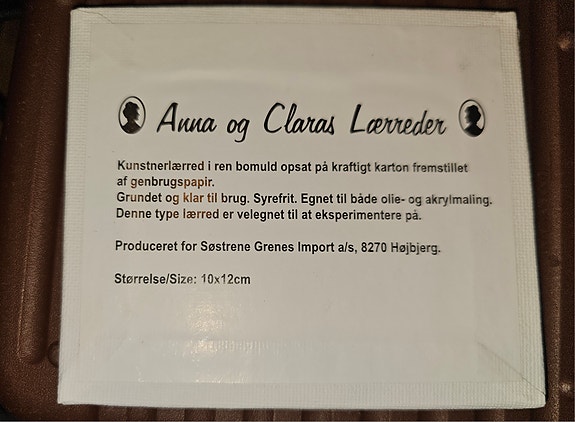 Anna og Claras Lærreder
Kunstnerlærred i ren bomuld opsat på kraftigt karton fremstillet
af genbrugspapir.
Grundet og klar til brug. Syrefrit. Egnet til både olie- og akrylmaling.
Denne type lærred er velegnet til at eksperimentere på.
Produceret for Søstrene Grenes Import a/s, 8270 Højbjerg.
Størrelse/Size: 10x12cm